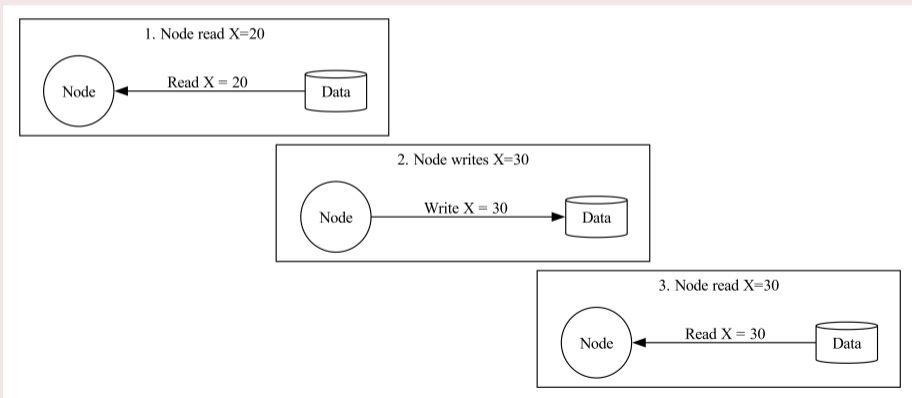 1. Node read X=20
Node
Read X = 20
Data
2. Node writes X=30
Node
Write X = 30
Data
3. Node read X=30
Node
Read X = 30
Data